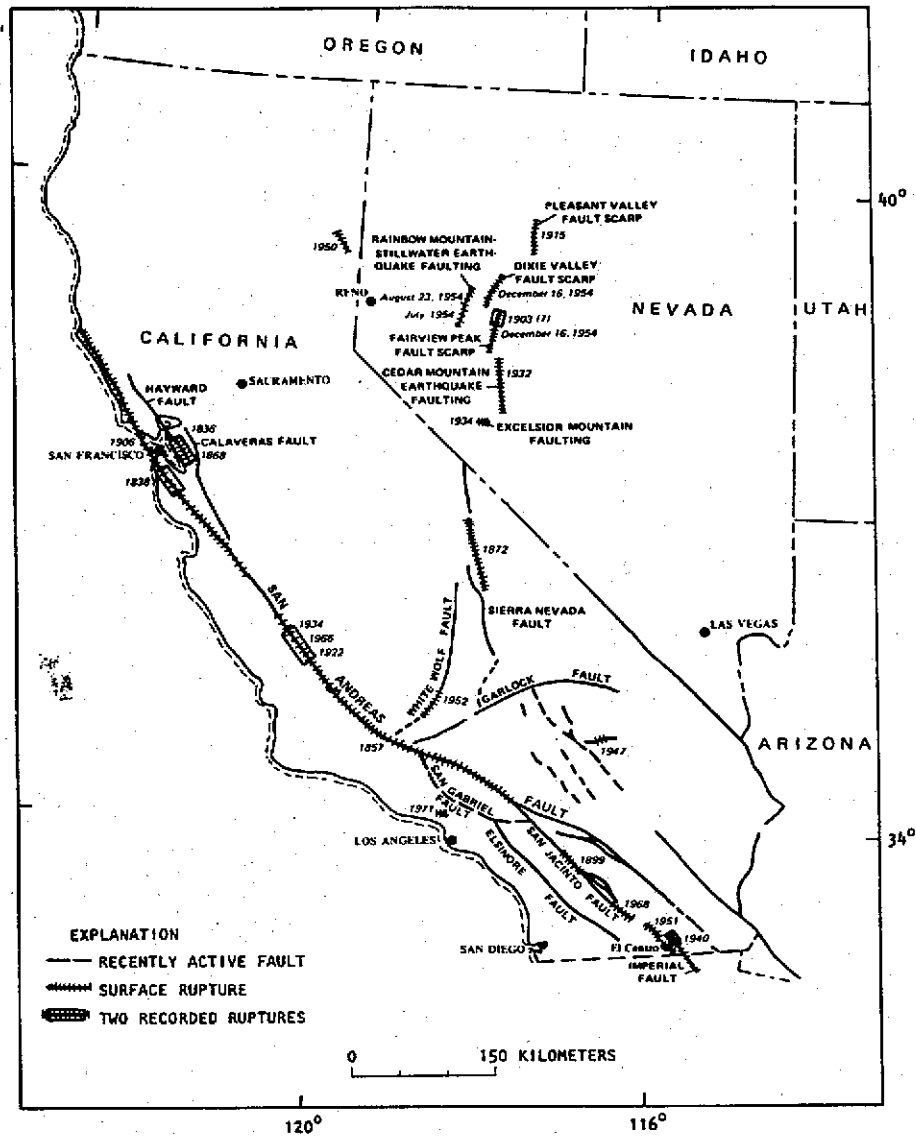 OREGON
IDAHO
40°
PLEASANT VALLEY
FAULT SCARP
1915
RAINBOW MOUNTAIN-
STILLWATER EARTH-
QUAKE FAULTING
1950
DIXIE VALLEY
FAULT SCARP
December 16, 1954
RENO
August 23, 1954
July 1954
NEVADA
UTAH
1903 (?)
December 16, 1954
FAIRVIEW PEAK
FAULT SCARP
CALIFORNIA
1932
CEDAR MOUNTAIN
EARTHQUAKE
FAULTING
SACRAMENTO
HAYWARD
FAULT
1934
EXCELSIOR MOUNTAIN
FAULTING
1836
CALAVERAS FAULT
1868
1906
SAN FRANCISCO
1838
1872
SIERRA NEVADA
FAULT
LAS VEGAS
SAN
1934
1966
1922
WHITE WOLF FAULT
ANDREAS
1952
GARLOCK
FAULT
1857
1947
ARIZONA
SAN GABRIEL
FAULT
FAULT
1971
LOS ANGELES
34°
ELSINORE
FAULT
SAN JACINTO FAULT
1899
1968
1951
1940
El Centro
IMPERIAL
FAULT
SAN DIEGO
EXPLANATION
RECENTLY ACTIVE FAULT
SURFACE RUPTURE
TWO RECORDED RUPTURES
0 150 KILOMETERS
120°
116°